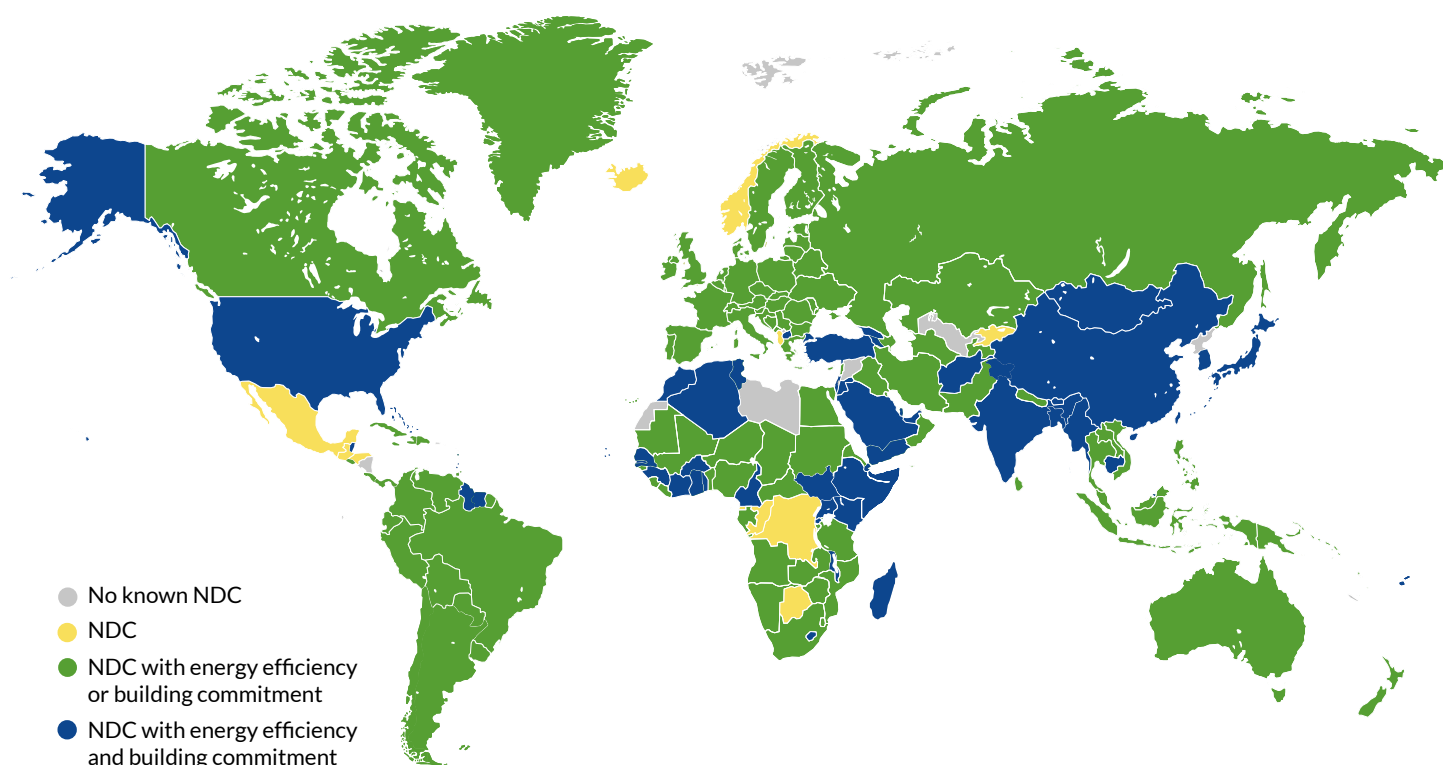 No known NDC
NDC
NDC with energy efficiency
or building commitment
NDC with energy efficiency
and building commitment